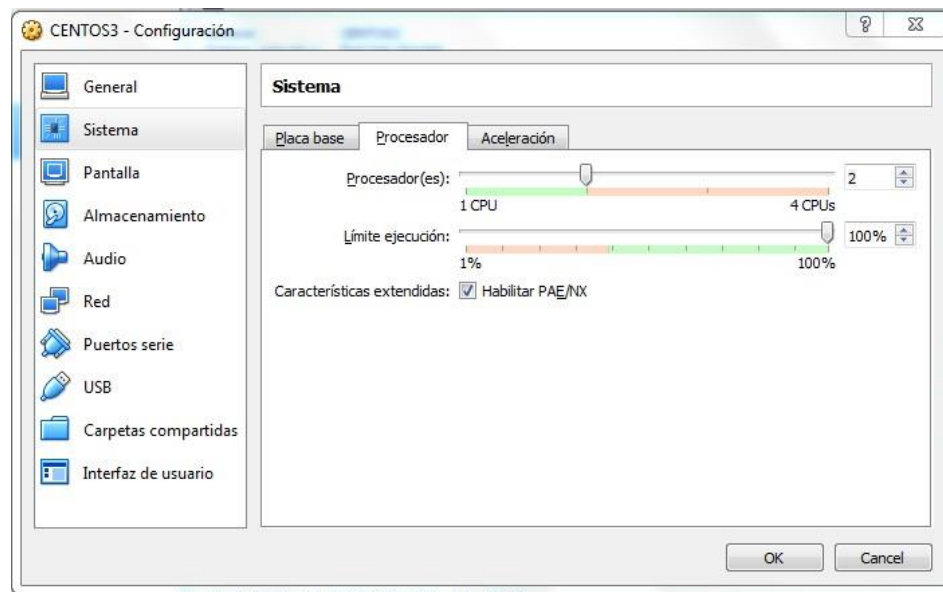 CENTOS3 - Configuración
General
Sistema
Pantalla
Almacenamiento
Audio
Red
Puertos serie
USB
Carpetas compartidas
Interfaz de usuario
Sistema
Placa base Procesador Aceleración
Procesador(es): 2
1 CPU 4 CPUs
Límite ejecución: 100%
1% 100%
Características extendidas: Habilitar PAE/NX
OK Cancel